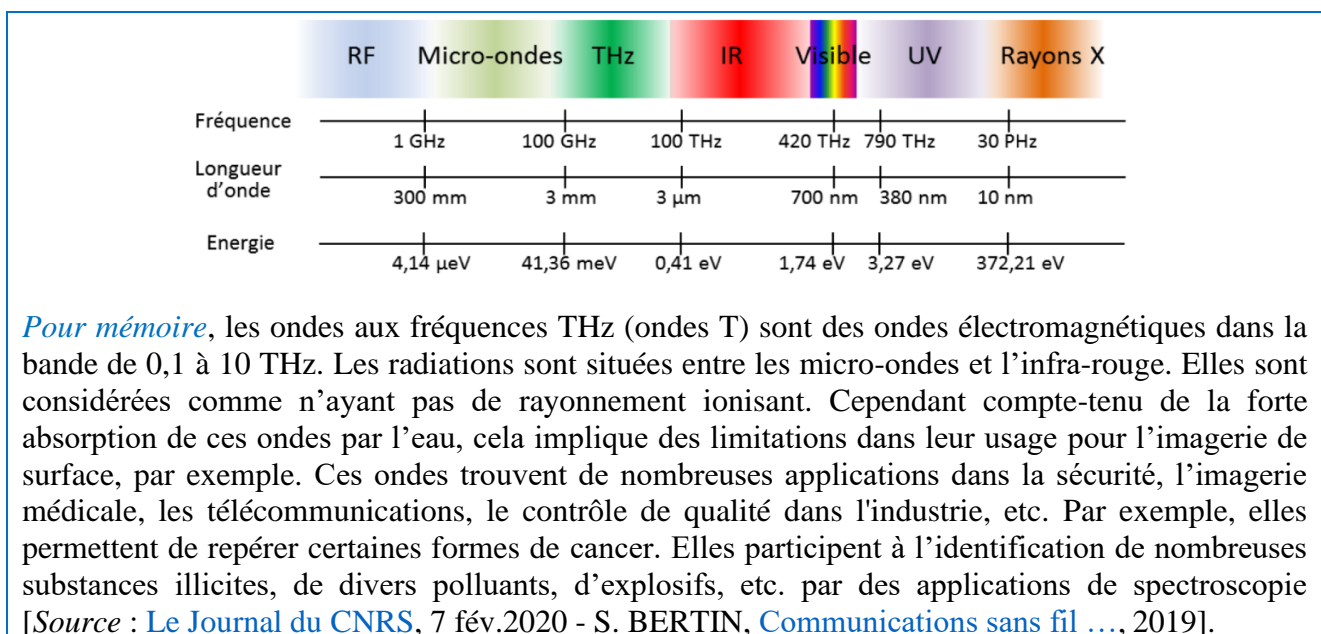 RF Micro-ondes THz IR Visible UV Rayons X
Fréquence
1 GHz 100 GHz 100 THz 420 THz 790 THz 30 PHz
Longueur
d'onde
300 mm 3 mm 3 µm 700 nm 380 nm 10 nm
Energie
4,14 µeV 41,36 meV 0,41 eV 1,74 eV 3,27 eV 372,21 eV
Pour mémoire, les ondes aux fréquences THz (ondes T) sont des ondes électromagnétiques dans la
bande de 0,1 à 10 THz. Les radiations sont situées entre les micro-ondes et l’infra-rouge. Elles sont
considérées comme n’ayant pas de rayonnement ionisant. Cependant compte-tenu de la forte
absorption de ces ondes par l’eau, cela implique des limitations dans leur usage pour l’imagerie de
surface, par exemple. Ces ondes trouvent de nombreuses applications dans la sécurité, l’imagerie
médicale, les télécommunications, le contrôle de qualité dans l'industrie, etc. Par exemple, elles
permettent de repérer certaines formes de cancer. Elles participent à l’identification de nombreuses
substances illicites, de divers polluants, d’explosifs, etc. par des applications de spectroscopie
[Source : Le Journal du CNRS, 7 fév.2020 - S. BERTIN, Communications sans fil …, 2019].